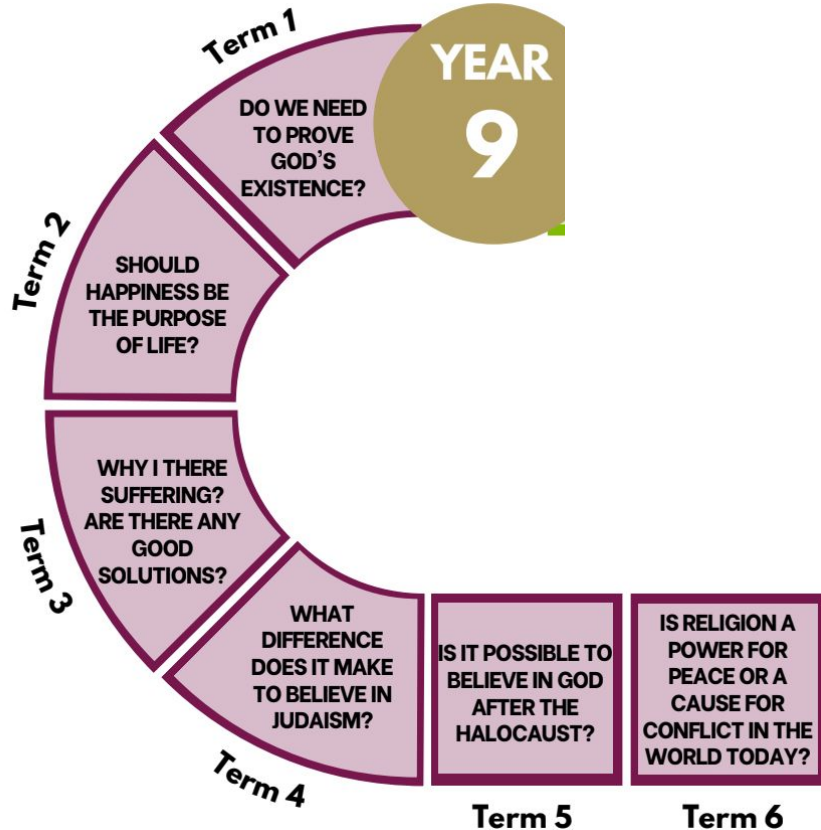 YEAR
9
Term 1
DO WE NEED
TO PROVE
GOD'S
EXISTENCE?
Term 2
SHOULD
HAPPINESS BE
THE PURPOSE
OF LIFE?
Term 3
WHY I THERE
SUFFERING?
ARE THERE ANY
GOOD
SOLUTIONS?
Term 4
WHAT
DIFFERENCE
DOES IT MAKE
TO BELIEVE IN
JUDAISM?
IS IT POSSIBLE TO
BELIEVE IN GOD
AFTER THE
HALOCAUST?
Term 5
IS RELIGION A
POWER FOR
PEACE OR A
CAUSE FOR
CONFLICT IN THE
WORLD TODAY?
Term 6